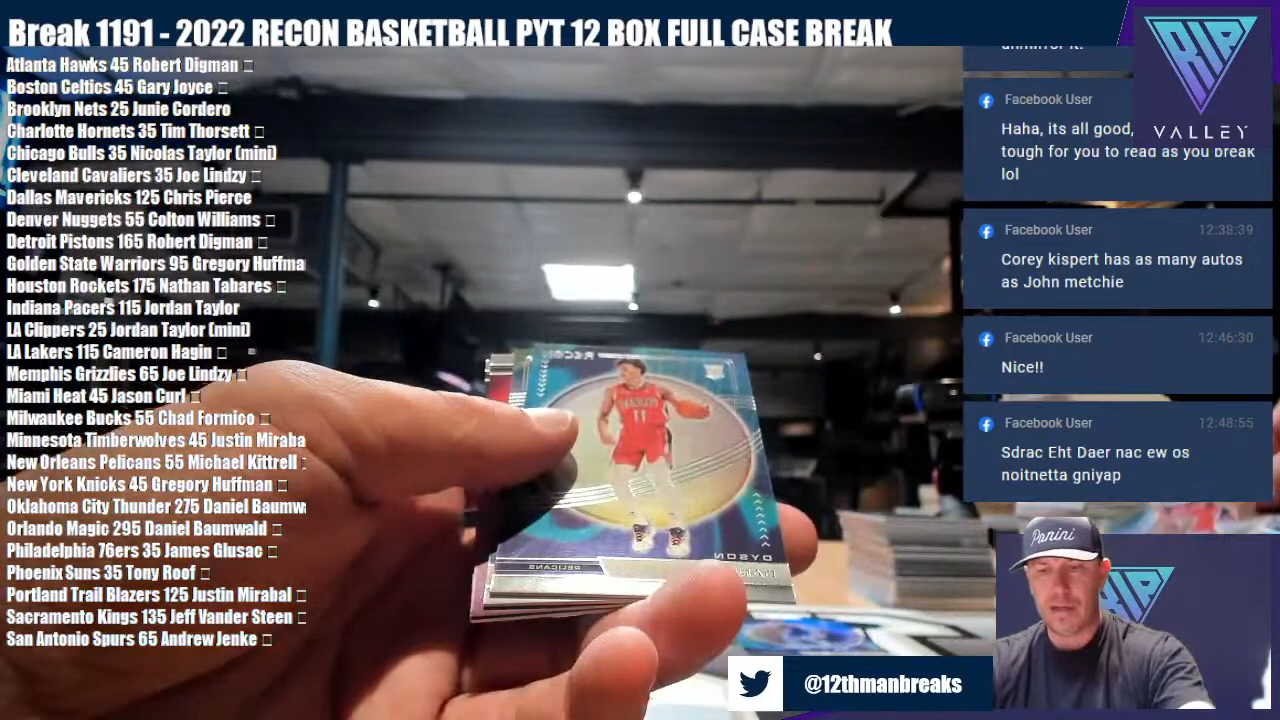 Break 1191 - 2022 RECON BASKETBALL PYT 12 BOX FULL CASE BREAK
Atlanta Hawks 45 Robert Digman
Boston Celtics 45 Gary Joyce
Brooklyn Nets 25 Junie Cordero
Charlotte Hornets 35 Tim Thorsett
Chicago Bulls 35 Nicolas Taylor (mini)
Cleveland Cavaliers 35 Joe Lindzy
Dallas Mavericks 125 Chris Pierce
Denver Nuggets 55 Colton Williams
Detroit Pistons 165 Robert Digman
Golden State Warriors 95 Gregory Huffma
Houston Rockets 175 Nathan Tabares
Indiana Pacers 115 Jordan Taylor
LA Clippers 25 Jordan Taylor (mini)
LA Lakers 115 Cameron Hagin
Memphis Grizzlies 65 Joe Lindzy
Miami Heat 45 Jason Curl
Milwaukee Bucks 55 Chad Formico
Minnesota Timberwolves 45 Justin Miraba
New Orleans Pelicans 55 Michael Kittrell
New York Knicks 45 Gregory Huffman
Oklahoma City Thunder 275 Daniel Baumw
Orlando Magic 295 Daniel Baumwald
Philadelphia 76ers 35 James Glusac
Phoenix Suns 35 Tony Roof
Portland Trail Blazers 125 Justin Mirabal
Sacramento Kings 135 Jeff Vander Steen
San Antonio Spurs 65 Andrew Jenke
RECON
11
DYSON
PELICANS
Facebook User
Haha, its all good,
tough for you to read as you break
lol
Facebook User 12:38:39
Corey kispert has as many autos
as John metchie
Facebook User 12:46:30
Nice!!
Facebook User 12:48:55
Sdrac Eht Daer nac ew os
noitnetta gniyap
RIP
VALLEY
Panini
RIP
@12thmanbreaks